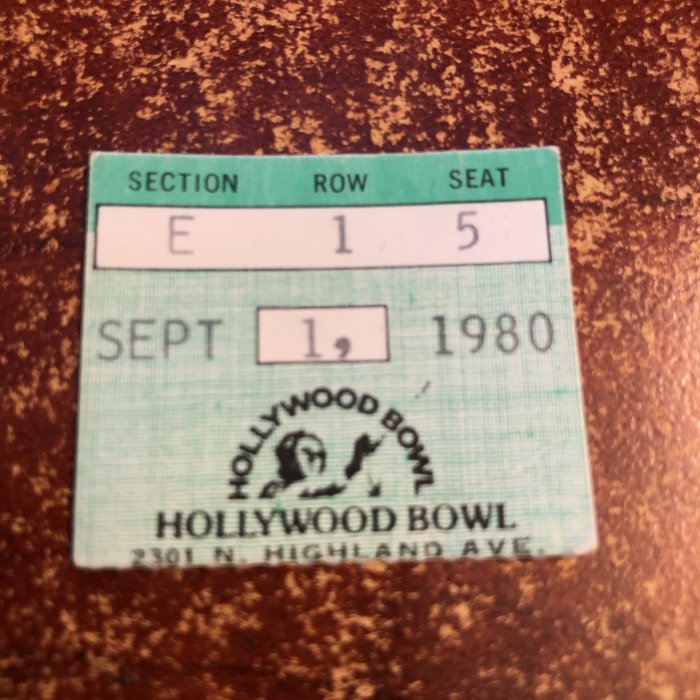 SECTION ROW SEAT
E 1 5
SEPT 1, 1980
HOLLYWOOD BOWL
HOLLYWOOD BOWL
2301 N. HIGHLAND AVE.